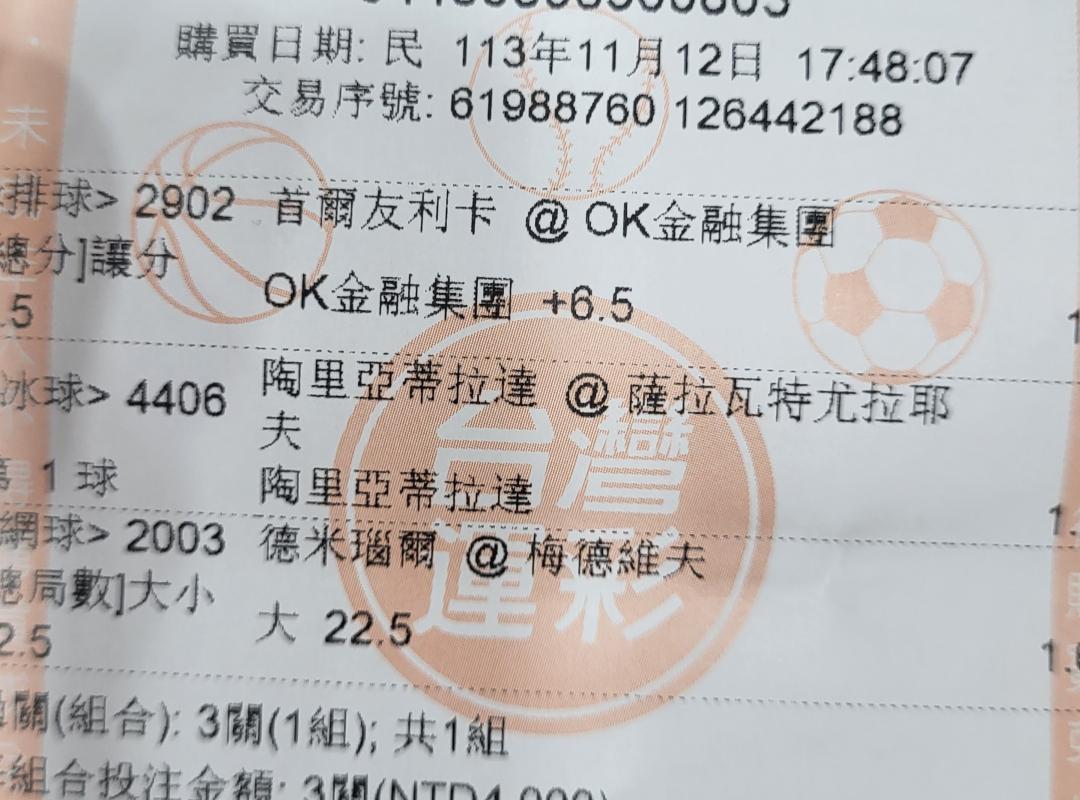 購買日期: 民 113年11月12日 17:48:07
交易序號: 61988760 126442188
排球> 2902 首爾友利卡 @ OK金融集團
總分]讓分
OK金融集團 +6.5
.5
冰球> 4406 陶里亞蒂拉達 @ 薩拉瓦特尤拉耶
夫
第 1 球 陶里亞蒂拉達
網球> 2003 德米瑙爾 @ 梅德維夫
總局數]大小
大 22.5
2.5
關(組合): 3關(1組); 共1組
組合投注金額: 3關(NTD4,000)
台灣
運彩
未